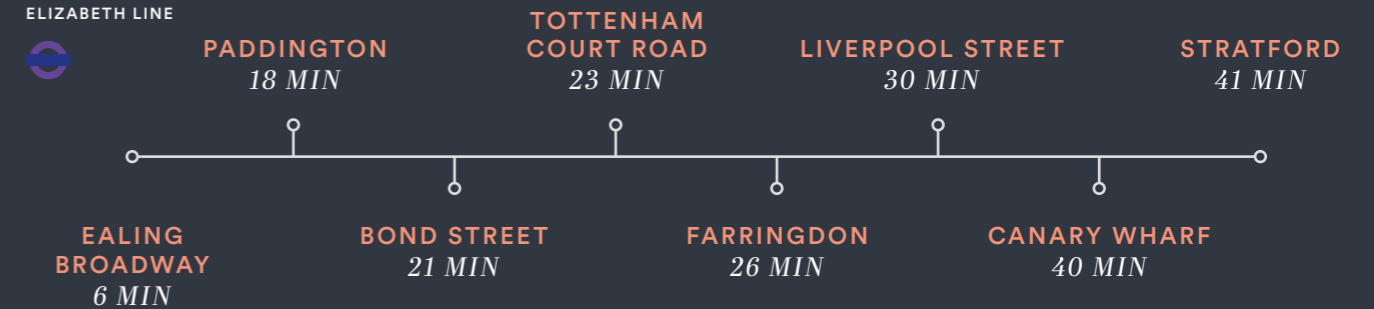 ELIZABETH LINE
PADDINGTON
18 MIN
TOTTENHAM
COURT ROAD
23 MIN
LIVERPOOL STREET
30 MIN
STRATFORD
41 MIN
EALING
BROADWAY
6 MIN
BOND STREET
21 MIN
FARRINGDON
26 MIN
CANARY WHARF
40 MIN